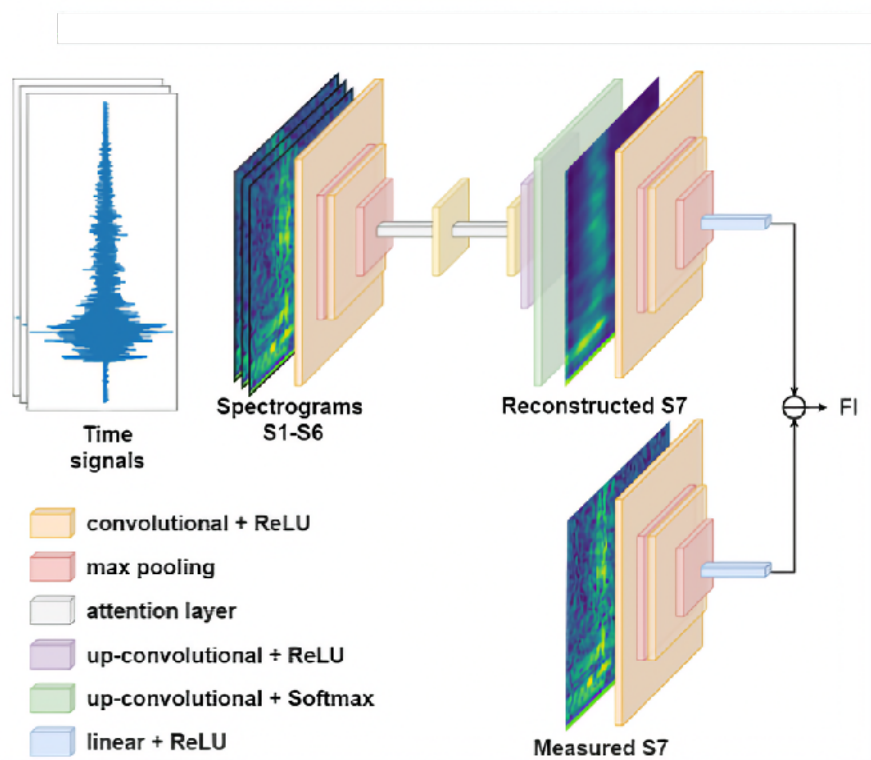 Time
signals
Spectrograms
S1-S6
Reconstructed S7
FI
convolutional + ReLU
max pooling
attention layer
up-convolutional + ReLU
up-convolutional + Softmax
linear + ReLU
Measured S7